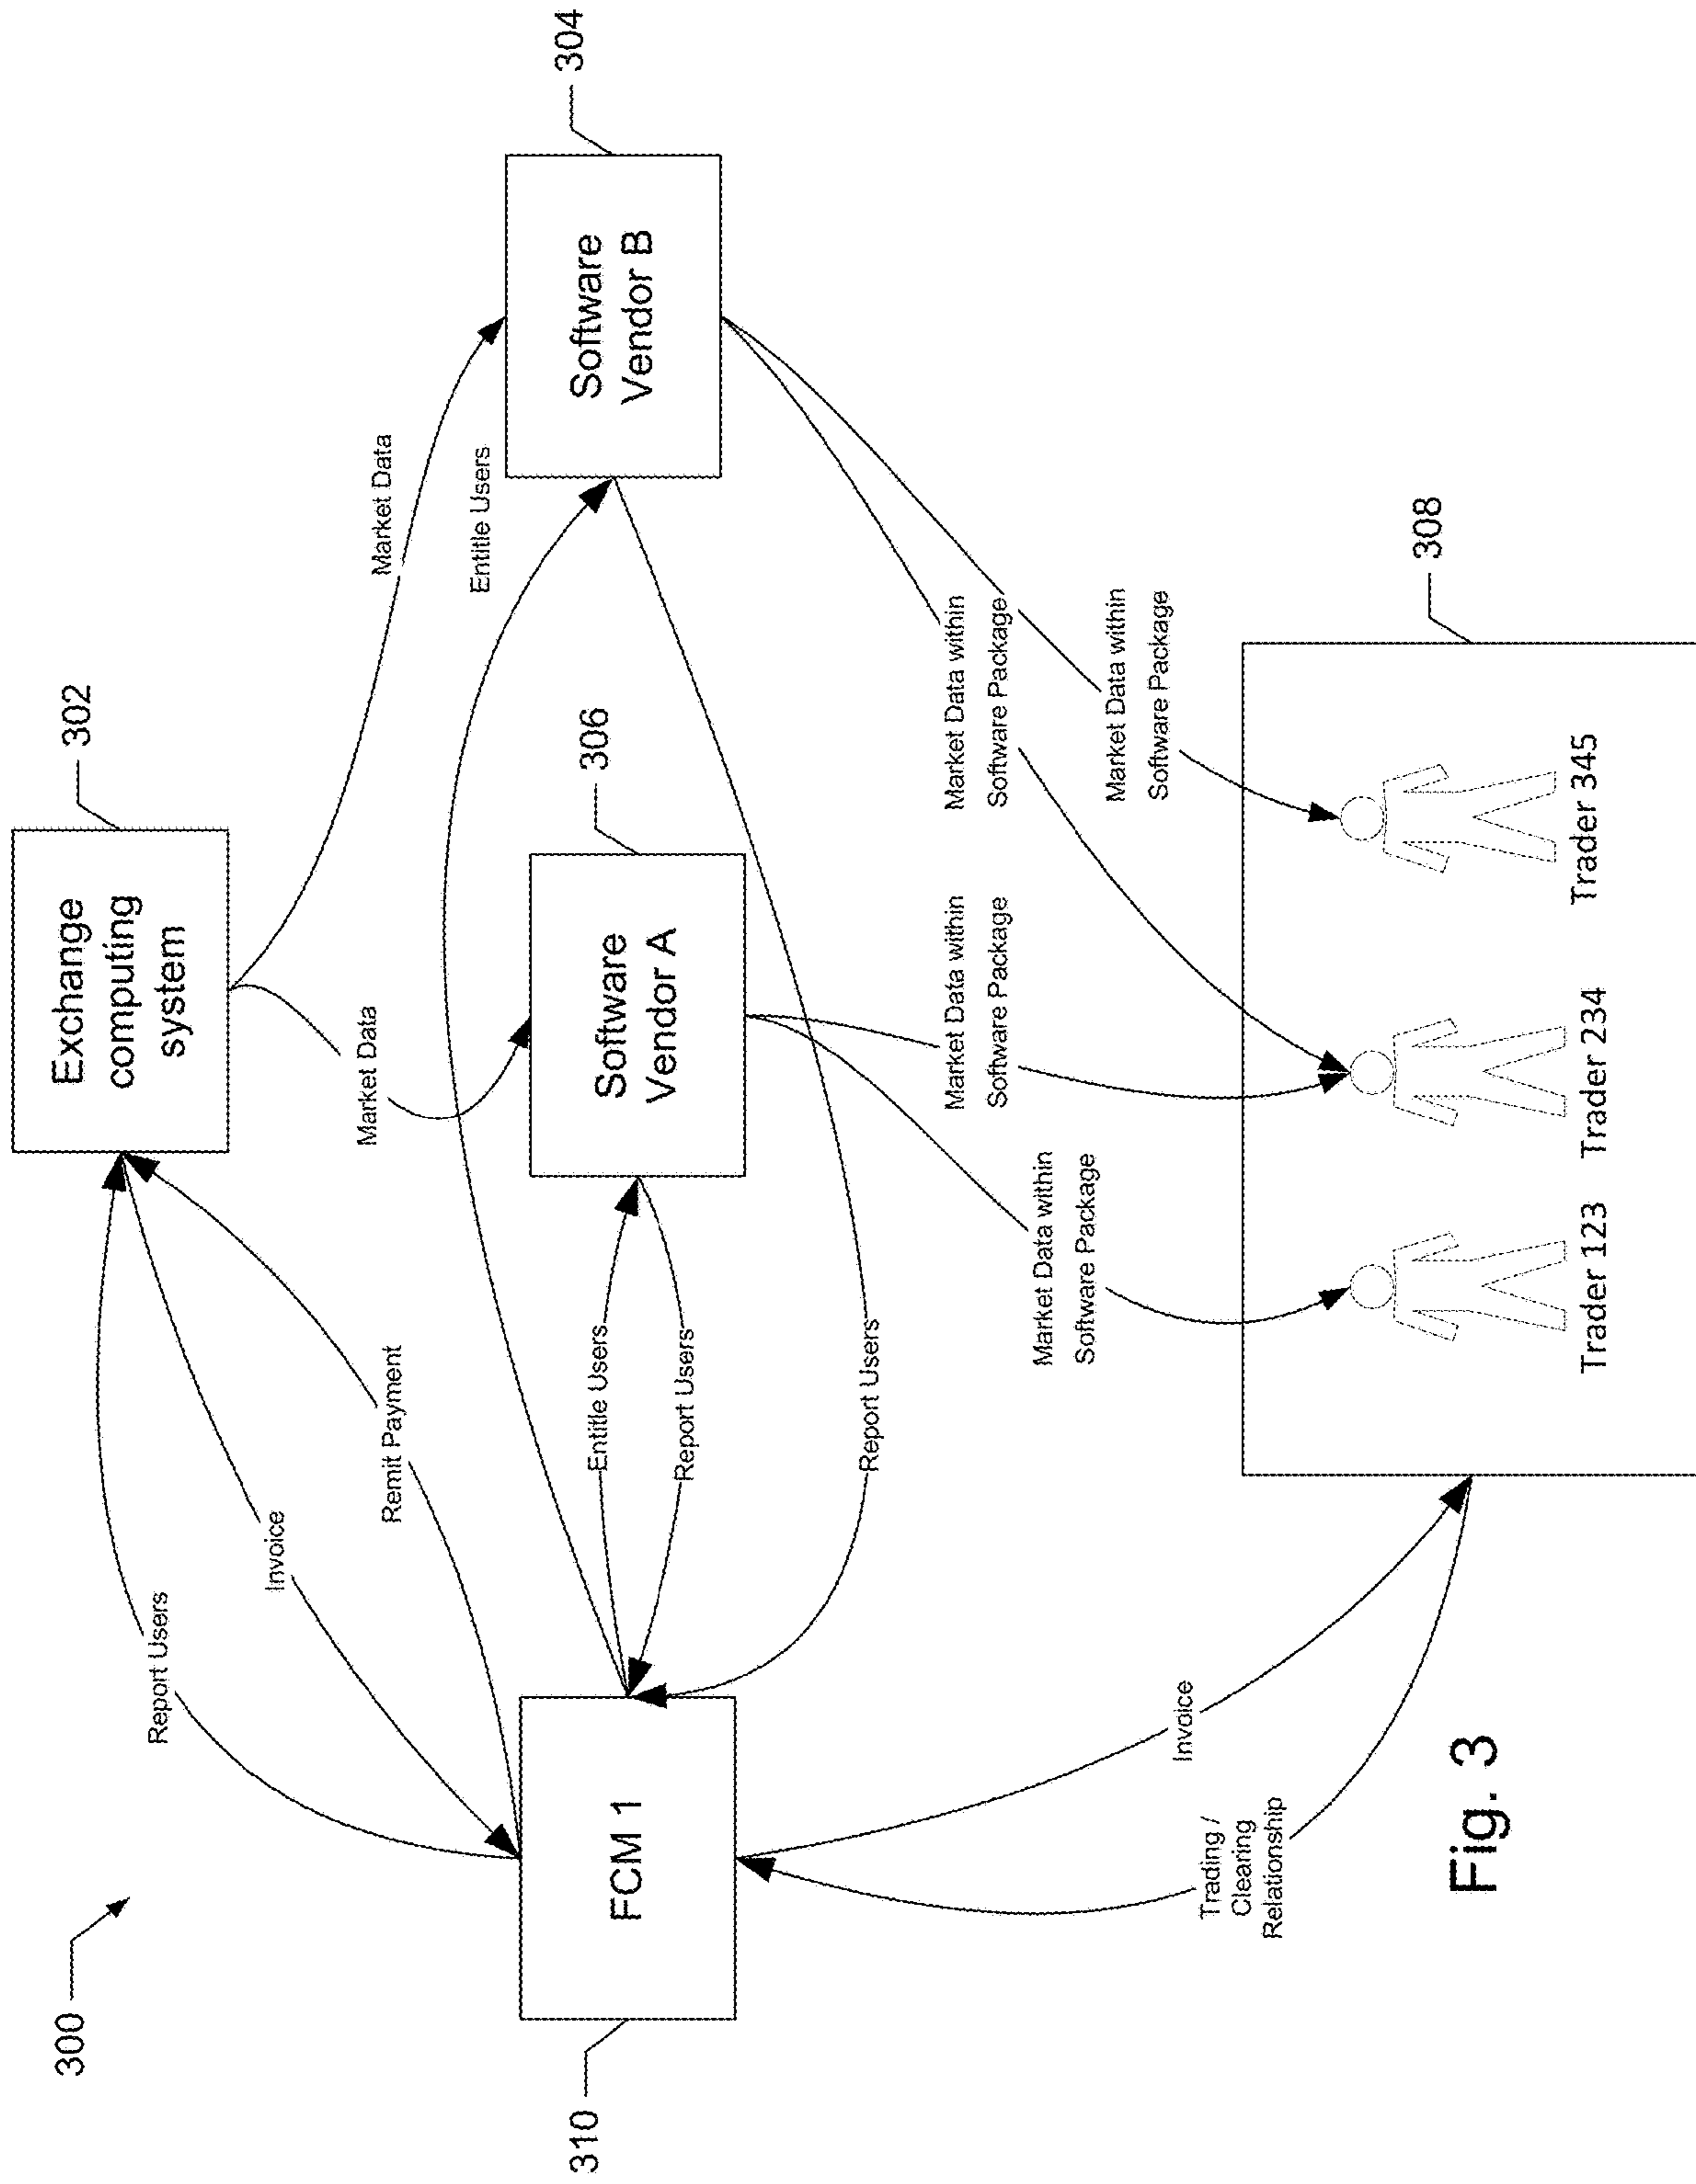 300
302
Exchange
computing
system
304
Software
Vendor B
306
Software
Vendor A
310
FCM 1
308
Report Users
Invoice
Remit Payment
Market Data
Market Data
Entitle Users
Entitle Users
Report Users
Report Users
Market Data within
Software Package
Market Data within
Software Package
Market Data within
Software Package
Market Data within
Software Package
Invoice
Trading /
Clearing
Relationship
Trader 123
Trader 234
Trader 345
Fig. 3